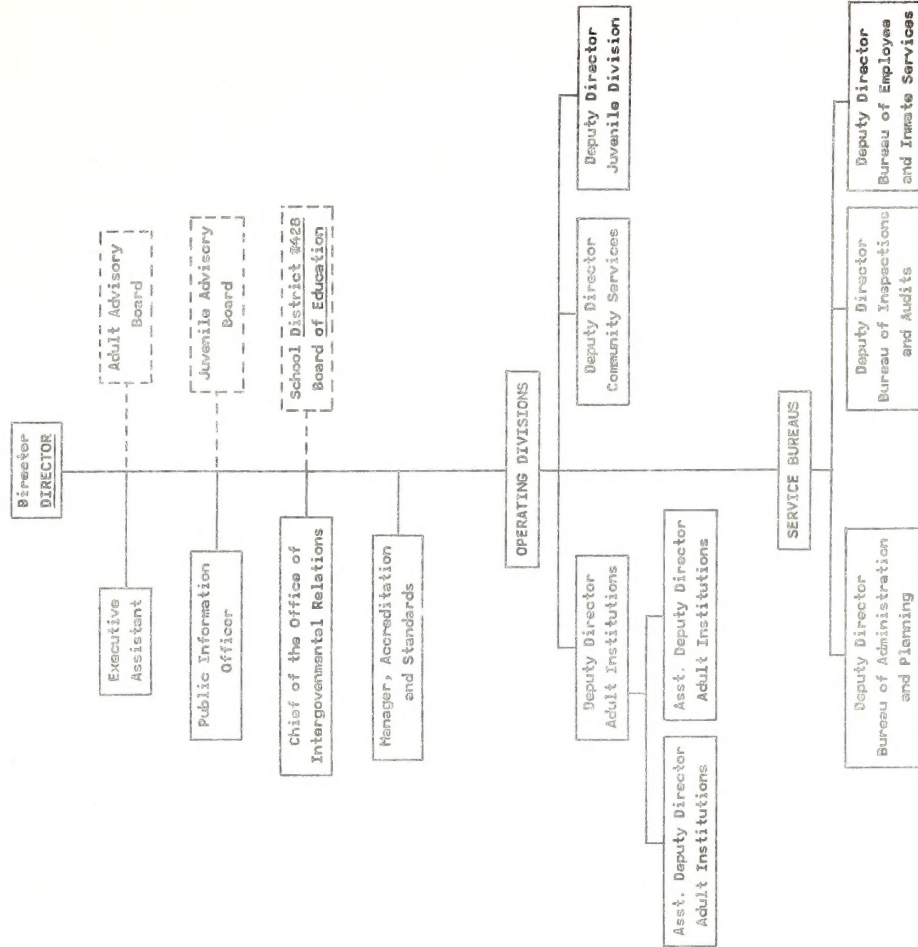 Director
DIRECTOR
Executive
Assistant
Adult Advisory
Board
Public Information
Officer
Juvenile Advisory
Board
Chief of the Office of
Intergovenmental Relations
School District #428
Board of Education
Manager, Accreditation
and Standards
OPERATING DIVISIONS
Deputy Director
Adult Institutions
Deputy Director
Community Services
Deputy Director
Juvenile Division
Asst. Deputy Director
Adult Institutions
Asst. Deputy Director
Adult Institutions
SERVICE BUREAUS
Deputy Director
Bureau of Administration
and Planning
Deputy Director
Bureau of Inspections
and Audits
Deputy Director
Bureau of Employee
and Inmate Services